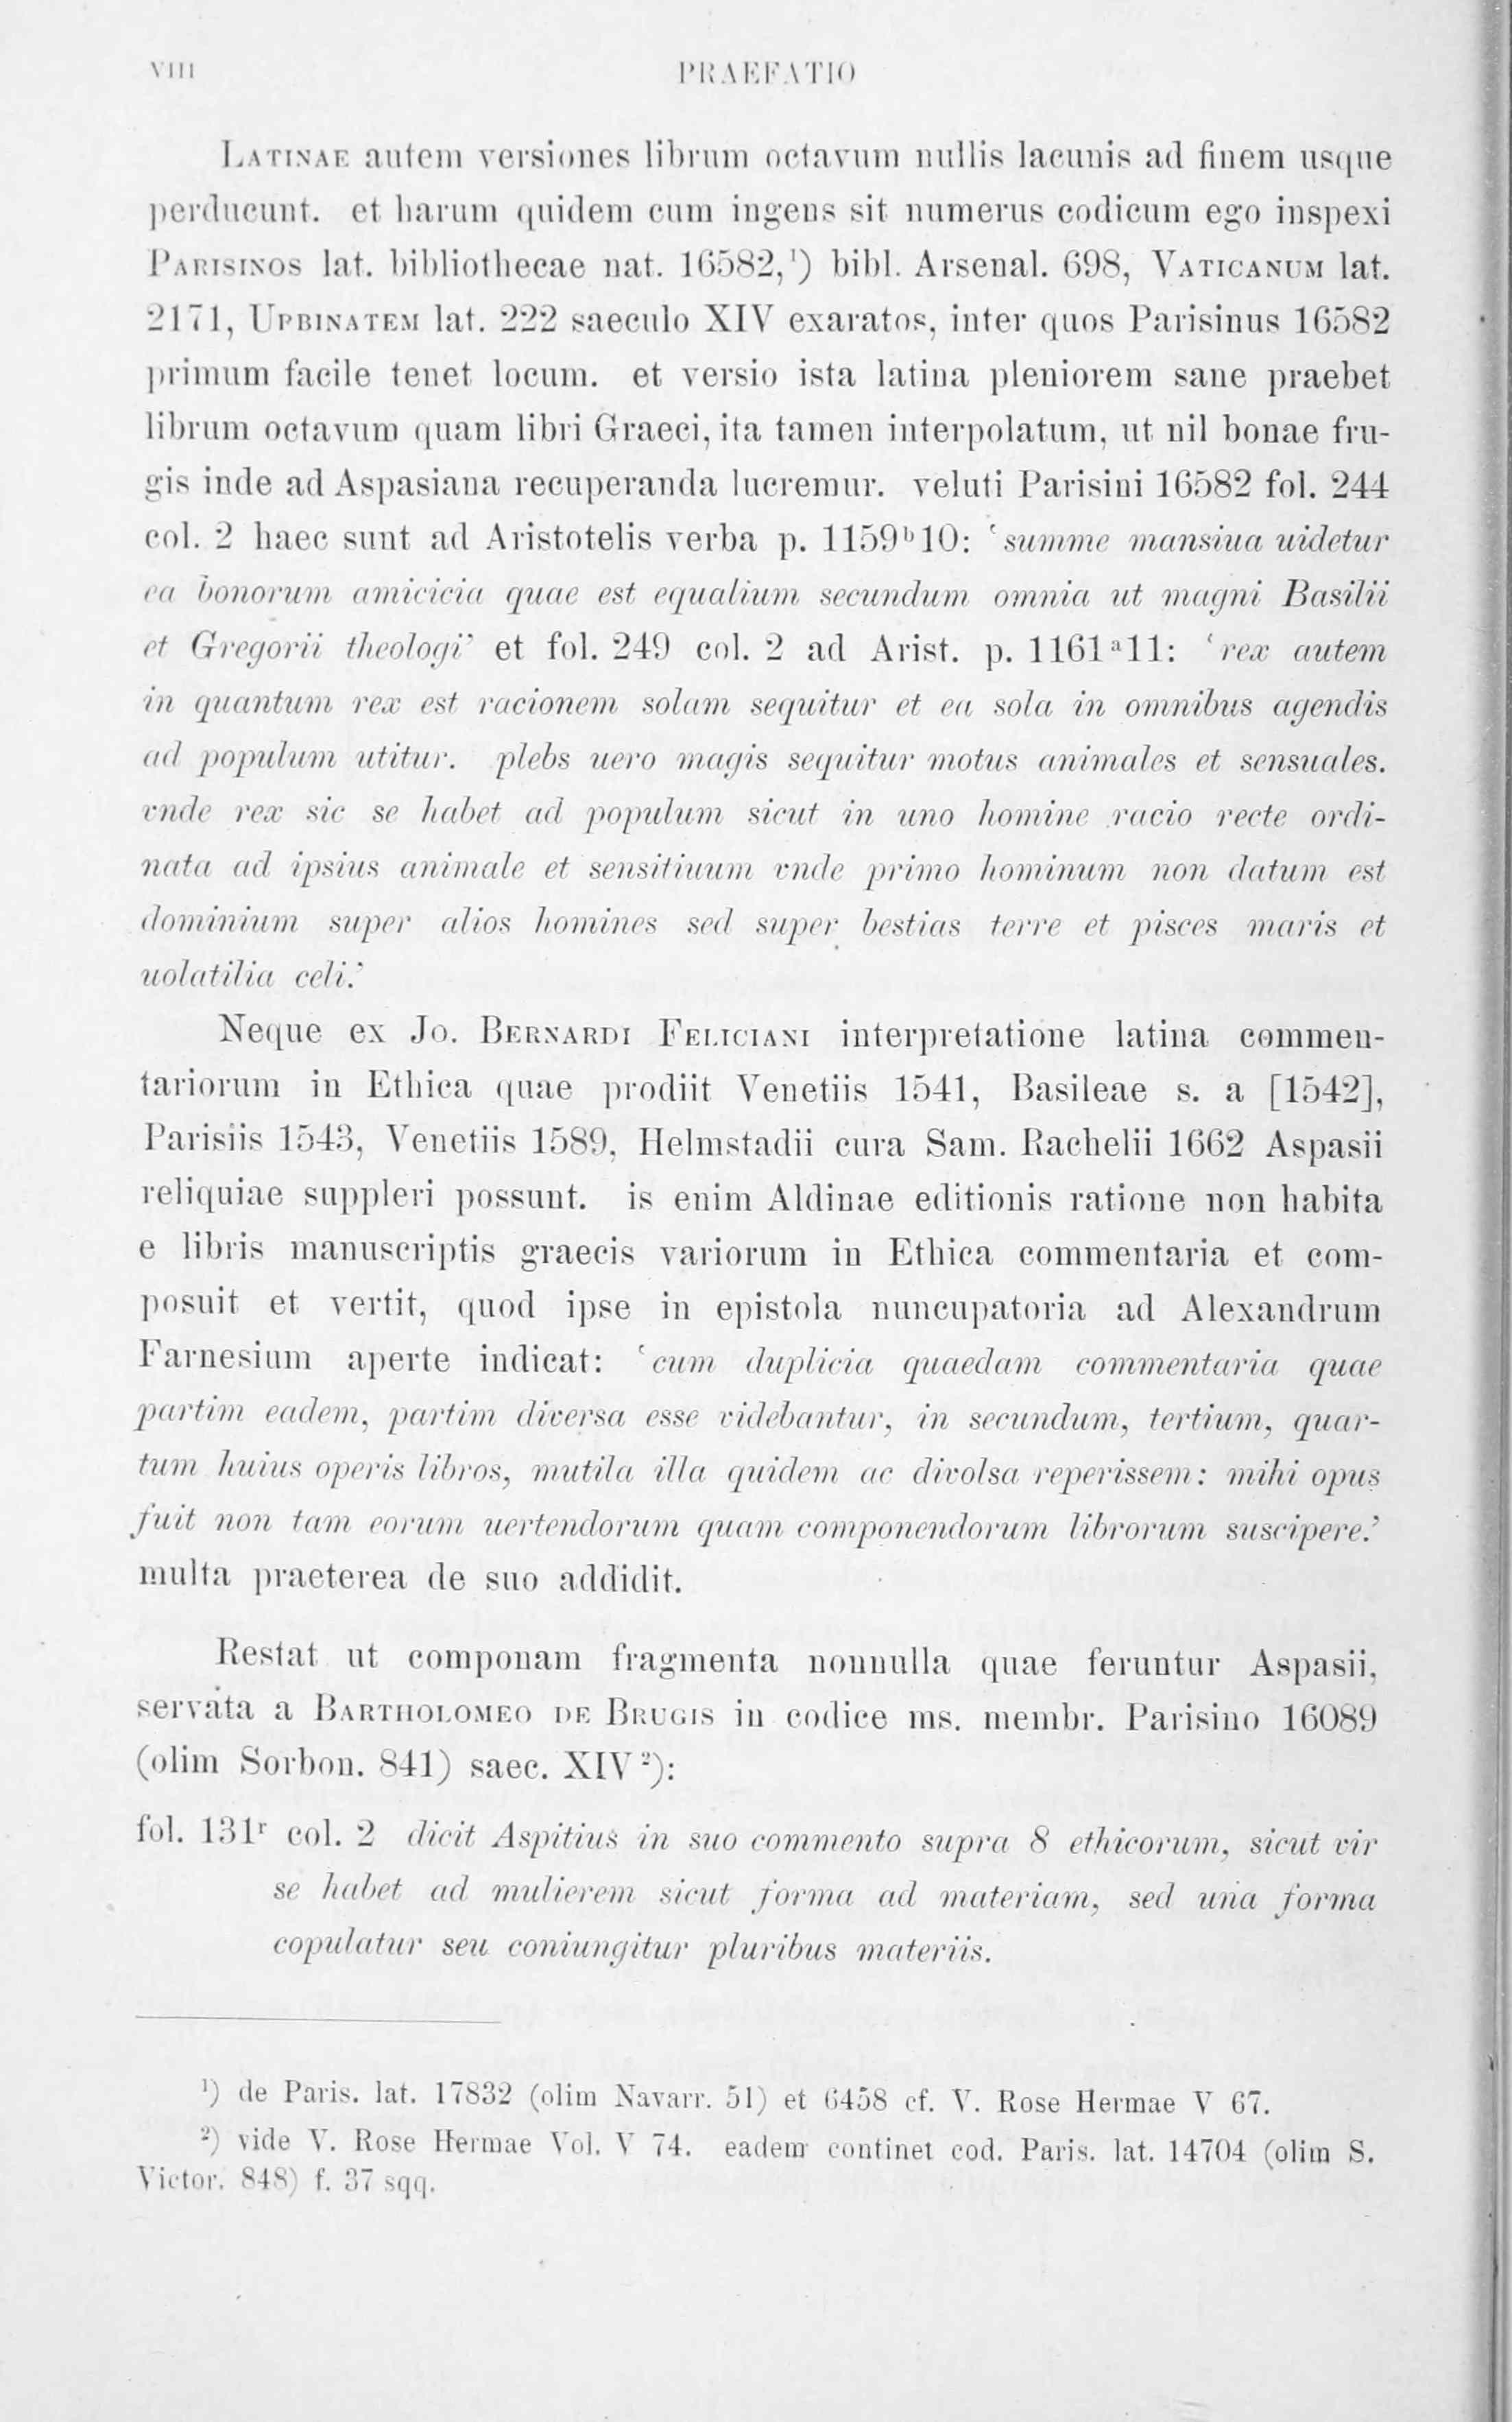 VIII PRAEFATIO
LATINAE autem versiones librum octavum nullis lacunis ad finem usque
perducunt. et harum quidem cum ingens sit numerus codicum ego inspexi
PARISINOS lat. bibliothecae nat. 16582,¹) bibl. Arsenal. 698, VATICANUM lat.
2171, URBINATEM lat. 222 saeculo XIV exaratos, inter quos Parisinus 16582
primum facile tenet locum. et versio ista latina pleniorem sane praebet
librum octavum quam libri Graeci, ita tamen interpolatum, ut nil bonae fru-
gis inde ad Aspasiana recuperanda lucremur. veluti Parisini 16582 fol. 244
col. 2 haec sunt ad Aristotelis verba p. 1159ᵇ10: ‘summe mansiua uidetur
ea bonorum amicicia quae est equalium secundum omnia ut magni Basilii
et Gregorii theologi’ et fol. 249 col. 2 ad Arist. p. 1161ᵃ11: ‘rex autem
in quantum rex est racionem solam sequitur et ea sola in omnibus agendis
ad populum utitur. plebs uero magis sequitur motus animales et sensuales.
vnde rex sic se habet ad populum sicut in uno homine racio recte ordi-
nata ad ipsius animale et sensitiuum vnde primo hominum non datum est
dominium super alios homines sed super bestias terre et pisces maris et
uolatilia celi.’
Neque ex Jo. BERNARDI FELICIANI interpretatione latina commen-
tariorum in Ethica quae prodiit Venetiis 1541, Basileae s. a [1542],
Parisiis 1543, Venetiis 1589, Helmstadii cura Sam. Rachelii 1662 Aspasii
reliquiae suppleri possunt. is enim Aldinae editionis ratione non habita
e libris manuscriptis graecis variorum in Ethica commentaria et com-
posuit et vertit, quod ipse in epistola nuncupatoria ad Alexandrum
Farnesium aperte indicat: ‘cum duplicia quaedam commentaria quae
partim eadem, partim diversa esse videbantur, in secundum, tertium, quar-
tum huius operis libros, mutila illa quidem ac divolsa reperissem: mihi opus
fuit non tam eorum uertendorum quam componendorum librorum suscipere.’
multa praeterea de suo addidit.
Restat ut componam fragmenta nonnulla quae feruntur Aspasii,
servata a BARTHOLOMEO DE BRUGIS in codice ms. membr. Parisino 16089
(olim Sorbon. 841) saec. XIV²):
fol. 131ʳ col. 2 dicit Aspitius in suo commento supra 8 ethicorum, sicut vir
se habet ad mulierem sicut forma ad materiam, sed una forma
copulatur seu coniungitur pluribus materiis.
¹) de Paris. lat. 17832 (olim Navarr. 51) et 6458 cf. V. Rose Hermae V 67.
²) vide V. Rose Hermae Vol. V 74. eadem continet cod. Paris. lat. 14704 (olim S.
Victor. 848) f. 37 sqq.